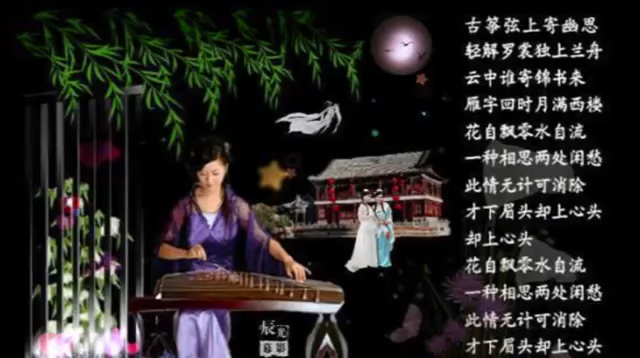 古筝弦上寄幽思
轻解罗裳独上兰舟
云中谁寄锦书来
雁字回时月满西楼
花自飘零水自流
一种相思两处闲愁
此情无计可消除
才下眉头却上心头
却上心头
花自飘零水自流
一种相思两处闲愁
此情无计可消除
才下眉头却上心头
辰光
幕影